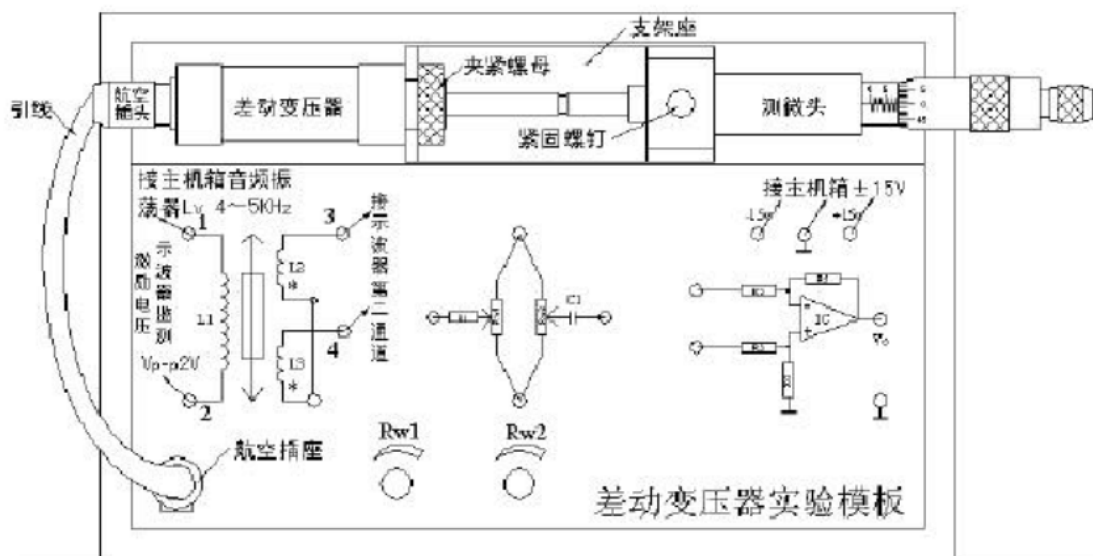 支架座
夹紧螺母
引线
航空
插头
差动变压器
紧固螺钉
测微头
接主机箱音频振
荡器Lv 4～5KHz
1
3
接示波器第二通道
接主机箱±15V
-15v
+15v
激励电压
示波器监测
L1
L2
L3
*
*
4
Vp-p2V
2
C1
IC
Vo
航空插座
Rw1
Rw2
差动变压器实验模板